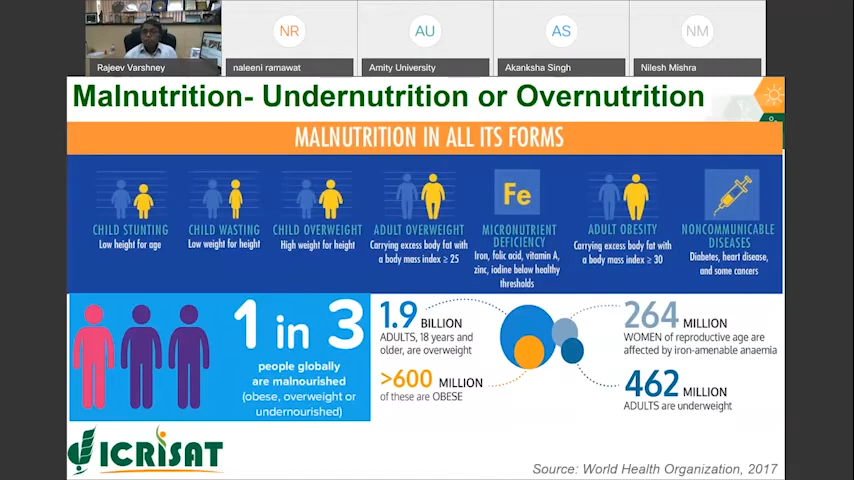 NR
AU
AS
NM
Rajeev Varshney
naleeni ramawat
Amity University
Akanksha Singh
Nilesh Mishra
Malnutrition- Undernutrition or Overnutrition
MALNUTRITION IN ALL ITS FORMS
Fe
CHILD STUNTING
Low height for age
CHILD WASTING
Low weight for height
CHILD OVERWEIGHT
High weight for height
ADULT OVERWEIGHT
Carrying excess body fat with
a body mass index ≥ 25
MICRONUTRIENT
DEFICIENCY
Iron, folic acid, vitamin A,
zinc, iodine below healthy
thresholds
ADULT OBESITY
Carrying excess body fat with
a body mass index ≥ 30
NONCOMMUNICABLE
DISEASES
Diabetes, heart disease,
and some cancers
1 in 3
people globally
are malnourished
(obese, overweight or
undernourished)
1.9 BILLION
ADULTS, 18 years and
older, are overweight
>600 MILLION
of these are OBESE
264 MILLION
WOMEN of reproductive age are
affected by iron-amenable anaemia
462 MILLION
ADULTS are underweight
ICRISAT
Source: World Health Organization, 2017